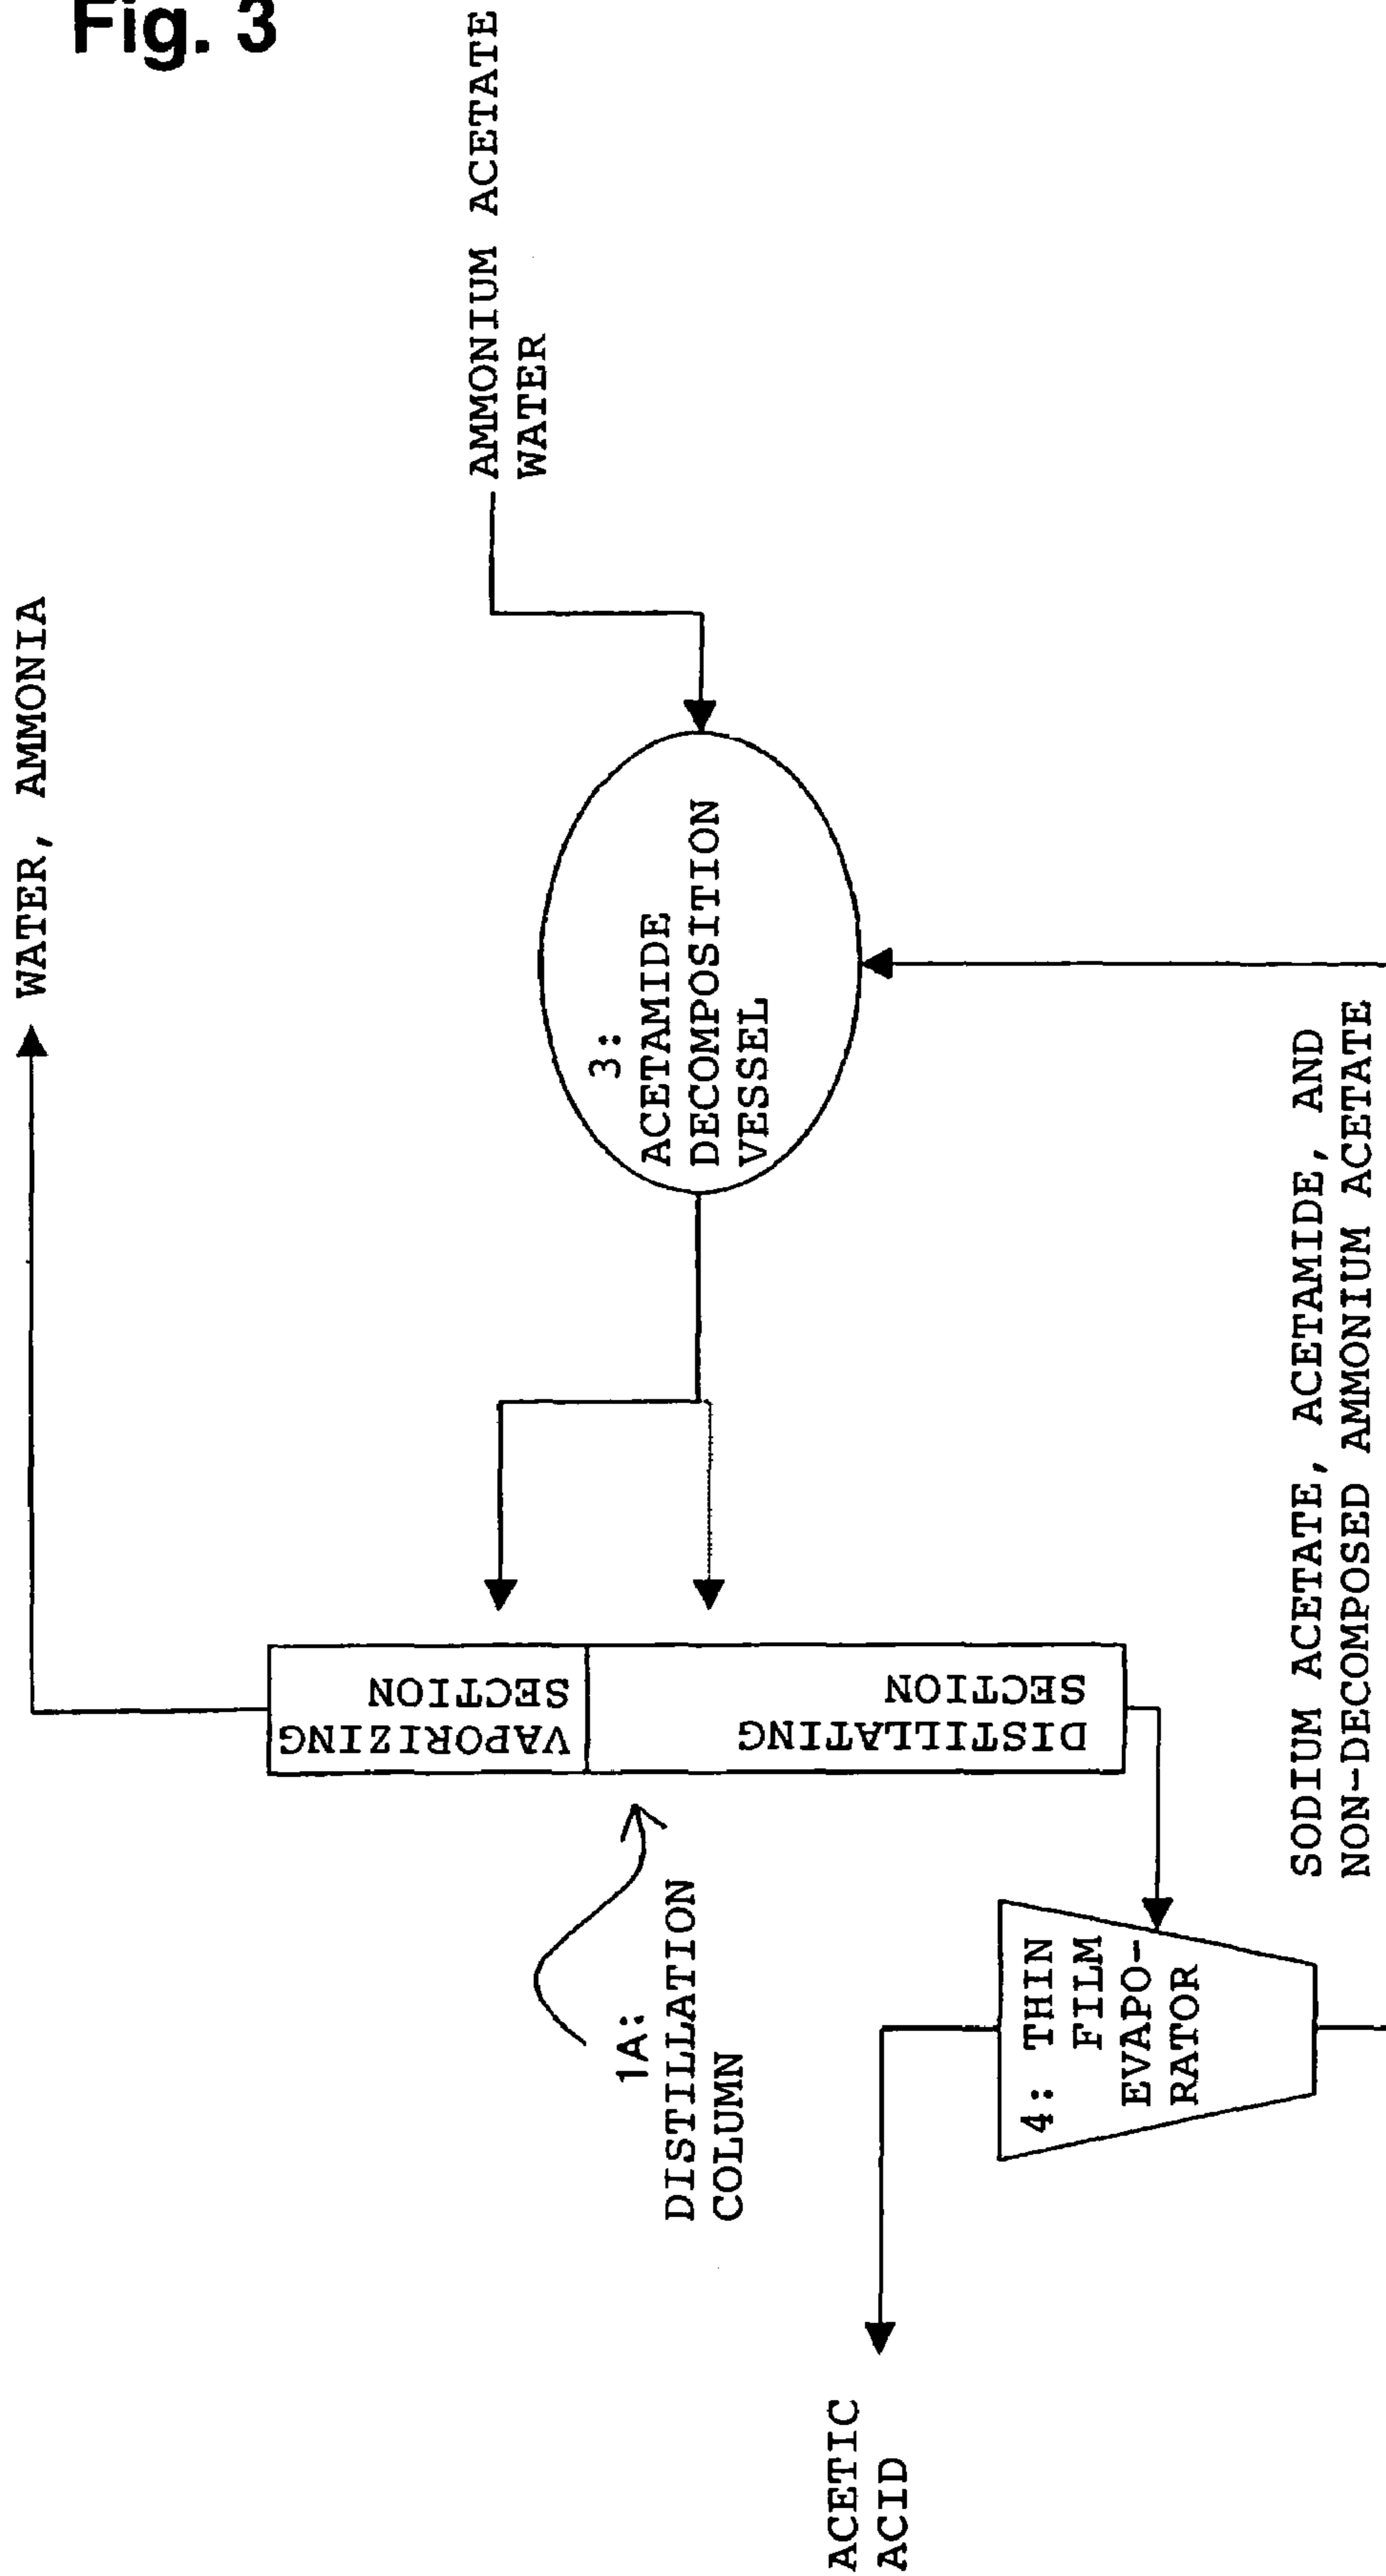 Fig. 3
WATER, AMMONIA
AMMONIUM ACETATE
WATER
3:
ACETAMIDE
DECOMPOSITION
VESSEL
VAPORIZING
SECTION
DISTILLATING
SECTION
1A:
DISTILLATION
COLUMN
4: THIN
FILM
EVAPO-
RATOR
ACETIC
ACID
SODIUM ACETATE, ACETAMIDE, AND
NON-DECOMPOSED AMMONIUM ACETATE